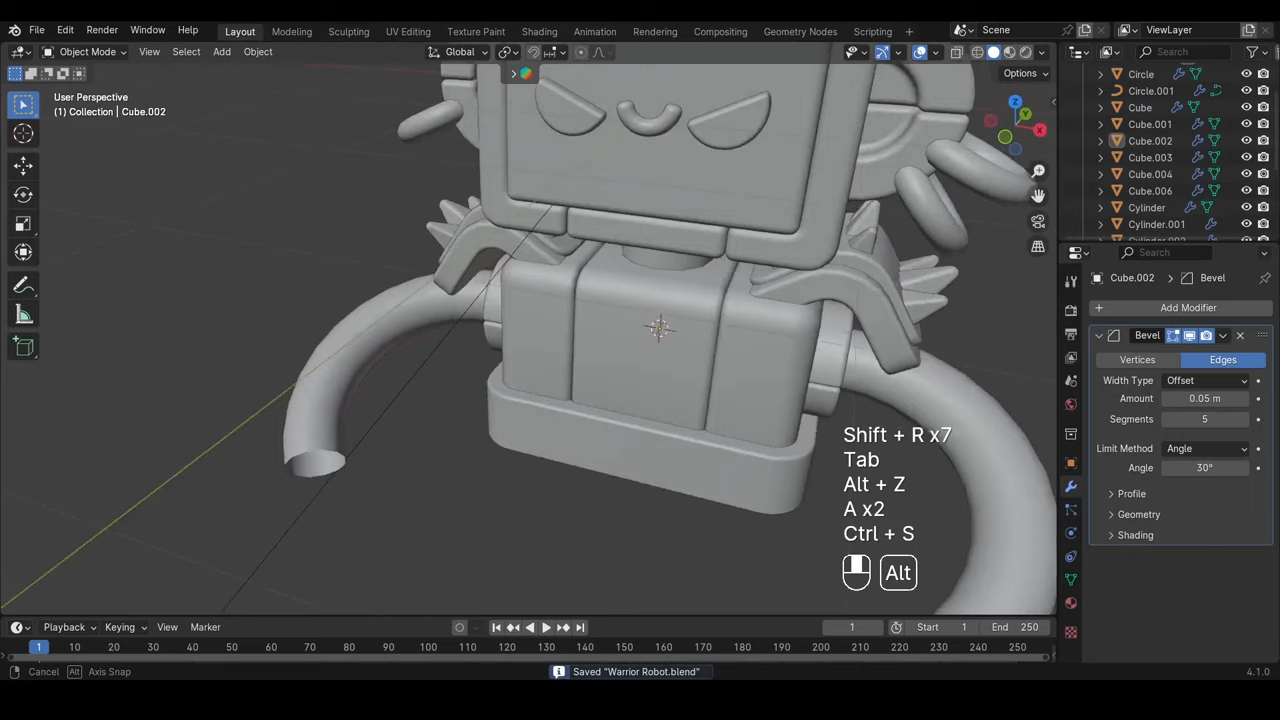 File Edit Render Window Help Layout Modeling Sculpting UV Editing Texture Paint Shading Animation Rendering Compositing Geometry Nodes Scripting + Scene ViewLayer
Object Mode View Select Add Object Global Search
Options
User Perspective
(1) Collection | Cube.002
Z
Y
X
Circle
Circle.001
Cube
Cube.001
Cube.002
Cube.003
Cube.004
Cube.006
Cylinder
Cylinder.001
Search
Cube.002 > Bevel
+ Add Modifier
Bevel
Vertices Edges
Width Type Offset
Amount 0.05 m
Segments 5
Limit Method Angle
Angle 30°
Profile
Geometry
Shading
Shift + R x7
Tab
Alt + Z
A x2
Ctrl + S
Alt
Playback Keying View Marker 1 Start 1 End 250
1 10 20 30 40 50 60 70 80 90 100 110 120 130 140 150 160 170 180 190 200 210 220 230 240 250
Cancel Alt Axis Snap Saved "Warrior Robot.blend" 4.1.0